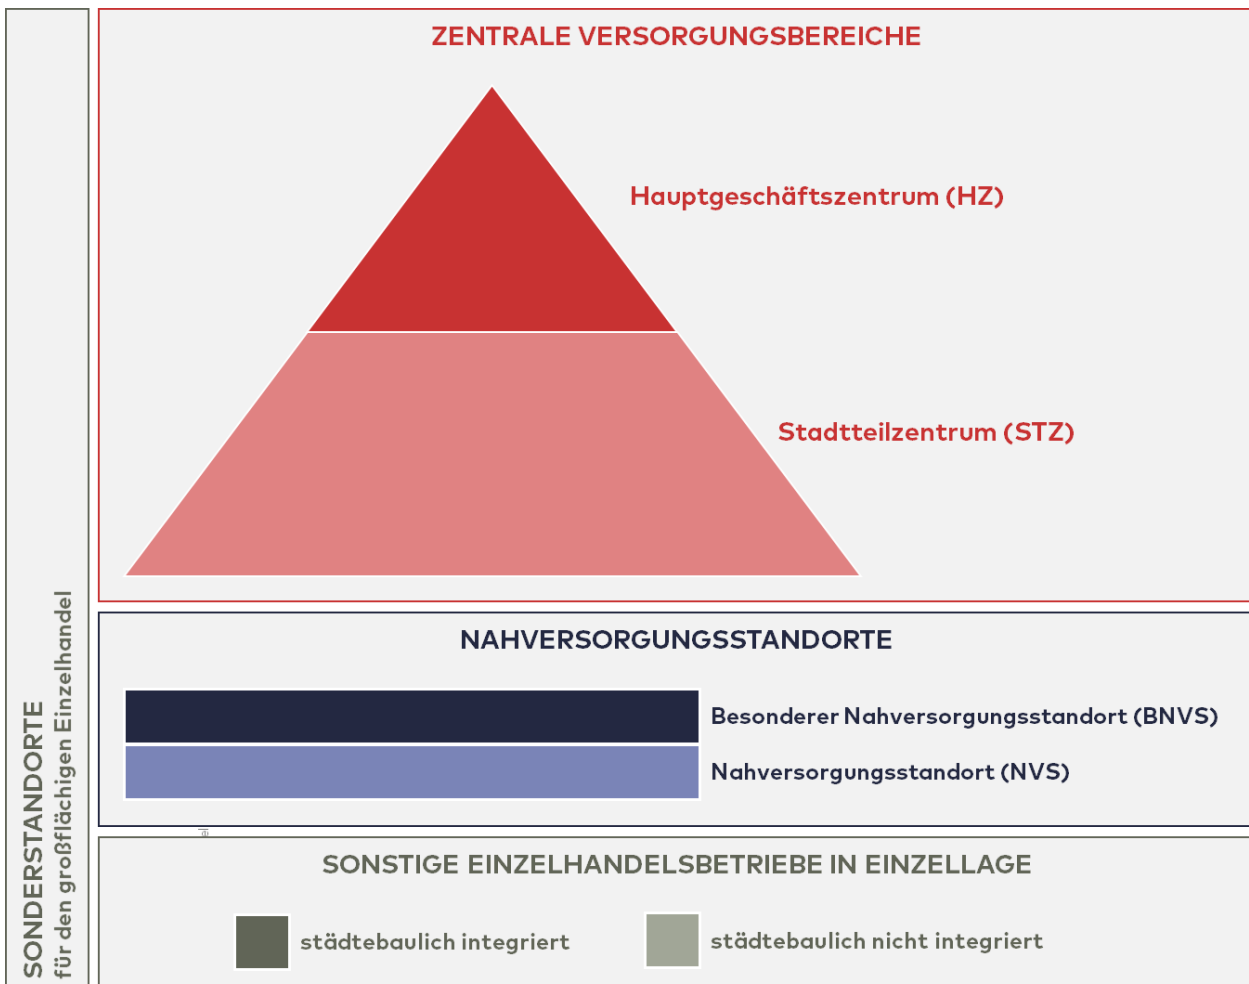 ZENTRALE VERSORGUNGSBEREICHE
Hauptgeschäftszentrum (HZ)
Stadtteilzentrum (STZ)
NAHVERSORGUNGSSTANDORTE
Besonderer Nahversorgungsstandort (BNVS)
Nahversorgungsstandort (NVS)
SONSTIGE EINZELHANDELSBETRIEBE IN EINZELLAGE
städtebaulich integriert
städtebaulich nicht integriert
SONDERSTANDORTE
für den großflächigen Einzelhandel